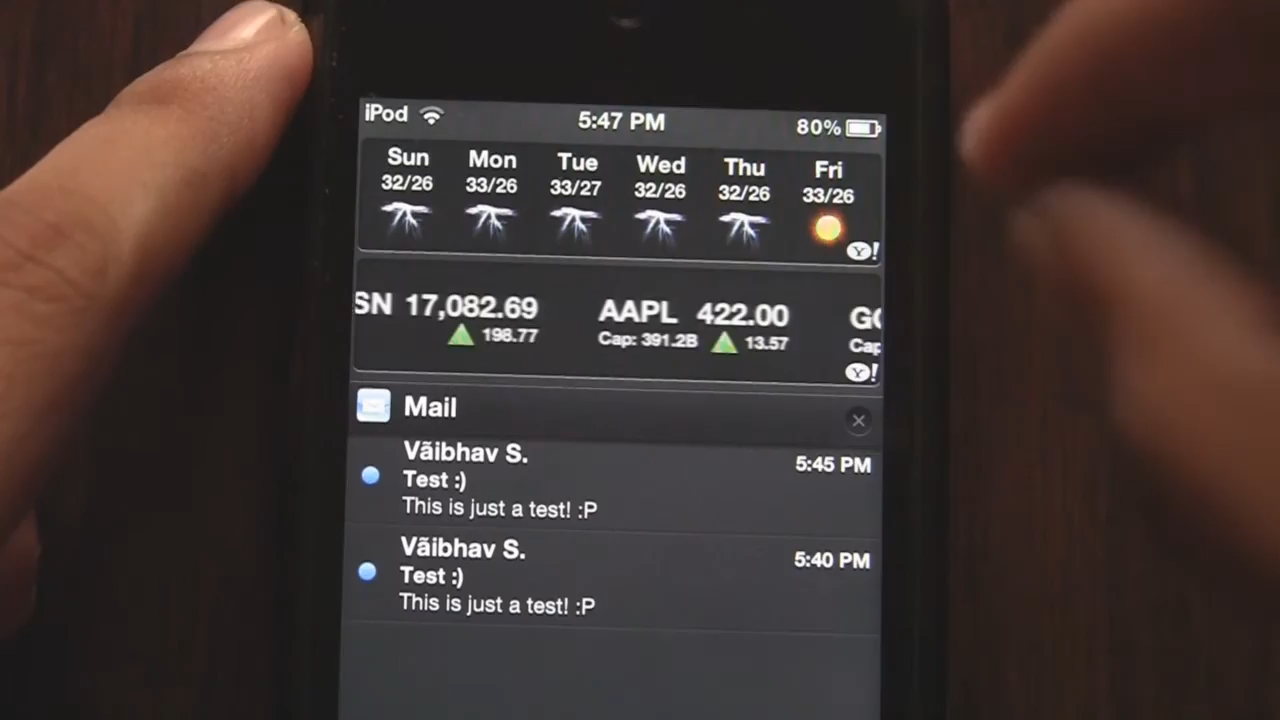 iPod 5:47 PM 80%
Sun Mon Tue Wed Thu Fri
32/26 33/26 33/27 32/26 32/26 33/26
Y!
SN 17,082.69 AAPL 422.00
198.77 Cap: 391.2B 13.57
Y!
Mail
Vãibhav S. 5:45 PM
Test :)
This is just a test! :P
Vãibhav S. 5:40 PM
Test :)
This is just a test! :P